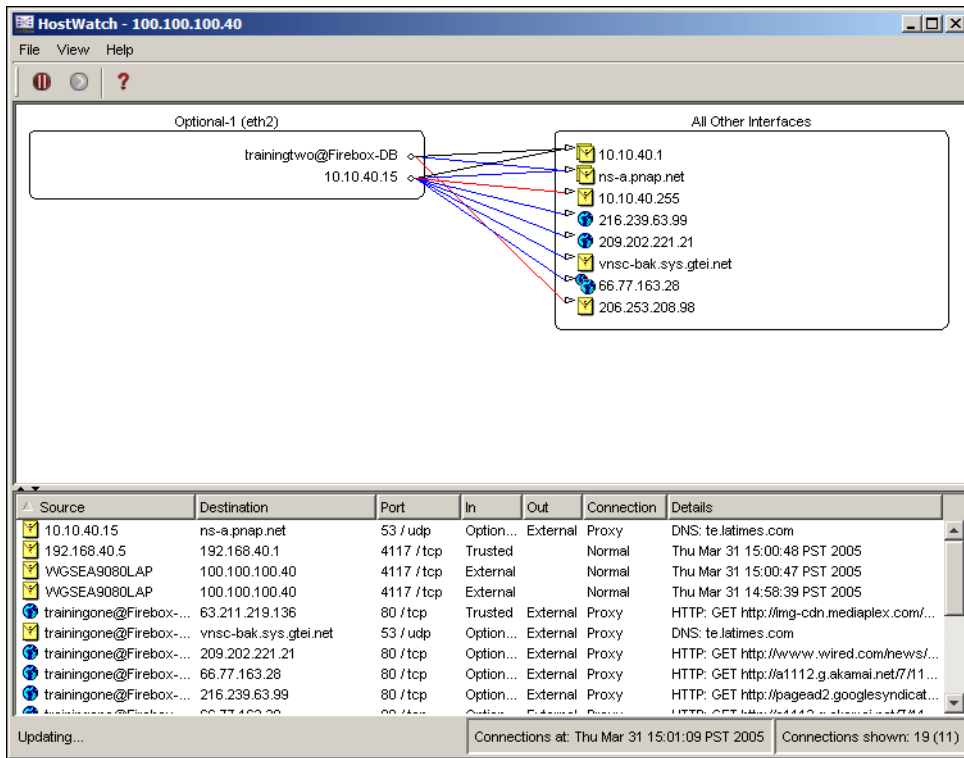 HostWatch - 100.100.100.40
File View Help
Optional-1 (eth2)
All Other Interfaces
trainingtwo@Firebox-DB
10.10.40.15
10.10.40.1
ns-a.pnap.net
10.10.40.255
216.239.63.99
209.202.221.21
vnsc-bak.sys.gtei.net
66.77.163.28
206.253.208.98
Source Destination Port In Out Connection Details
10.10.40.15 ns-a.pnap.net 53 / udp Option... External Proxy DNS: te.latimes.com
192.168.40.5 192.168.40.1 4117 / tcp Trusted Normal Thu Mar 31 15:00:48 PST 2005
WGSEA9080LAP 100.100.100.40 4117 / tcp External Normal Thu Mar 31 15:00:47 PST 2005
WGSEA9080LAP 100.100.100.40 4117 / tcp External Normal Thu Mar 31 14:58:39 PST 2005
trainingone@Firebox-... 63.211.219.136 80 / tcp Trusted External Proxy HTTP: GET http://img-cdn.mediaplex.com/...
trainingone@Firebox-... vnsc-bak.sys.gtei.net 53 / udp Option... External Proxy DNS: te.latimes.com
trainingone@Firebox-... 209.202.221.21 80 / tcp Option... External Proxy HTTP: GET http://www.wired.com/news/...
trainingone@Firebox-... 66.77.163.28 80 / tcp Option... External Proxy HTTP: GET http://a1112.g.akamai.net/7/11...
trainingone@Firebox-... 216.239.63.99 80 / tcp Option... External Proxy HTTP: GET http://pagead2.googlesyndicat...
Updating... Connections at: Thu Mar 31 15:01:09 PST 2005 Connections shown: 19 (11)